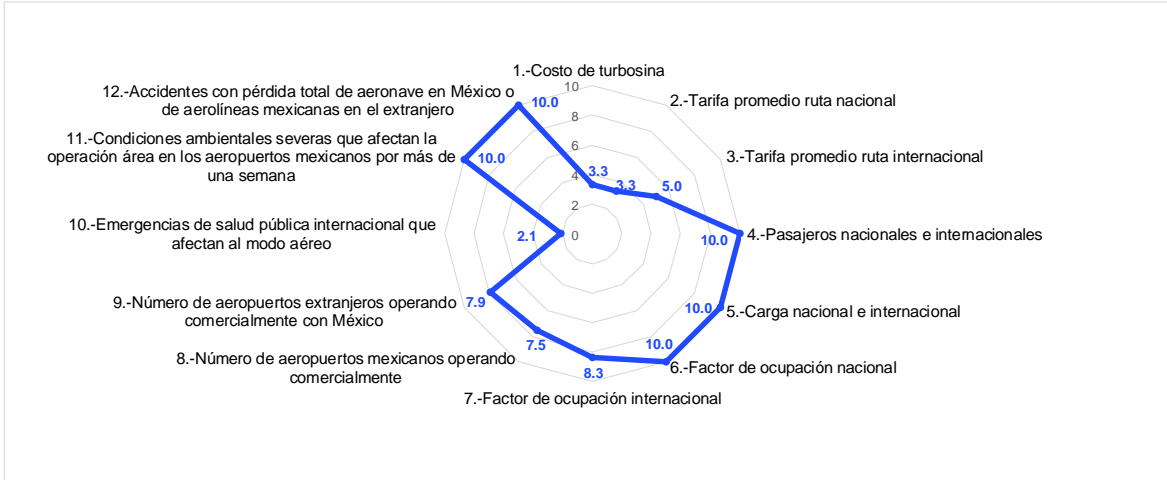 1.-Costo de turbosina
12.-Accidentes con pérdida total de aeronave en México o
de aerolíneas mexicanas en el extranjero
2.-Tarifa promedio ruta nacional
11.-Condiciones ambientales severas que afectan la
operación área en los aeropuertos mexicanos por más de
una semana
3.-Tarifa promedio ruta internacional
10.-Emergencias de salud pública internacional que
afectan al modo aéreo
4.-Pasajeros nacionales e internacionales
9.-Número de aeropuertos extranjeros operando
comercialmente con México
5.-Carga nacional e internacional
8.-Número de aeropuertos mexicanos operando
comercialmente
6.-Factor de ocupación nacional
7.-Factor de ocupación internacional
10
8
6
4
2
0
3.3
3.3
5.0
10.0
10.0
10.0
8.3
7.5
7.9
2.1
10.0
10.0